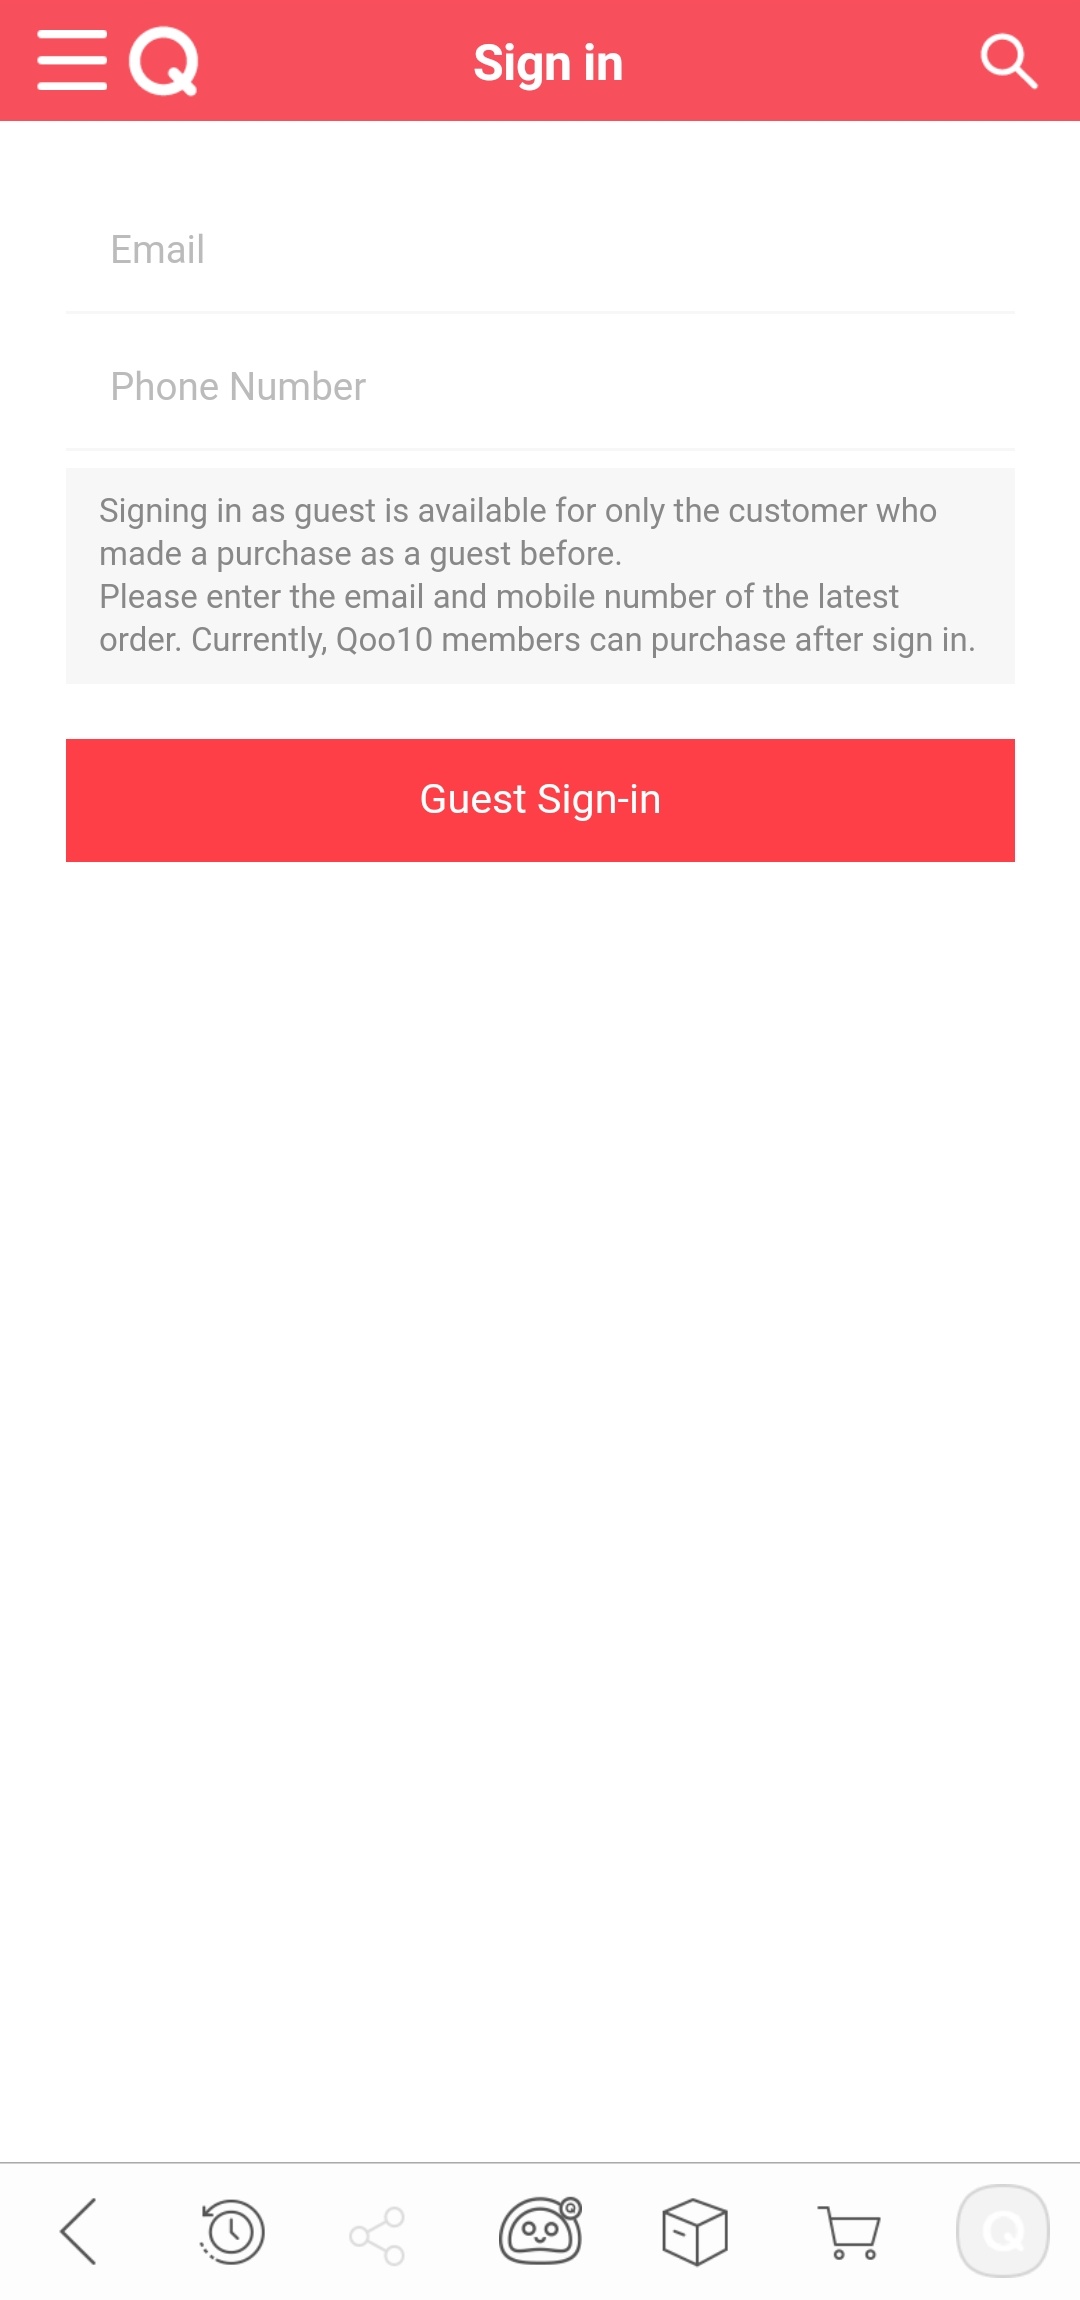 Q
Sign in
Email
Phone Number
Signing in as guest is available for only the customer who
made a purchase as a guest before.
Please enter the email and mobile number of the latest
order. Currently, Qoo10 members can purchase after sign in.
Guest Sign-in
Q
Q